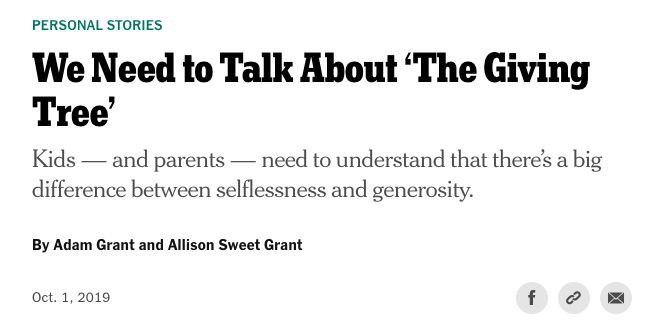 PERSONAL STORIES
We Need to Talk About ‘The Giving
Tree’
Kids — and parents — need to understand that there’s a big
difference between selflessness and generosity.
By Adam Grant and Allison Sweet Grant
Oct. 1, 2019